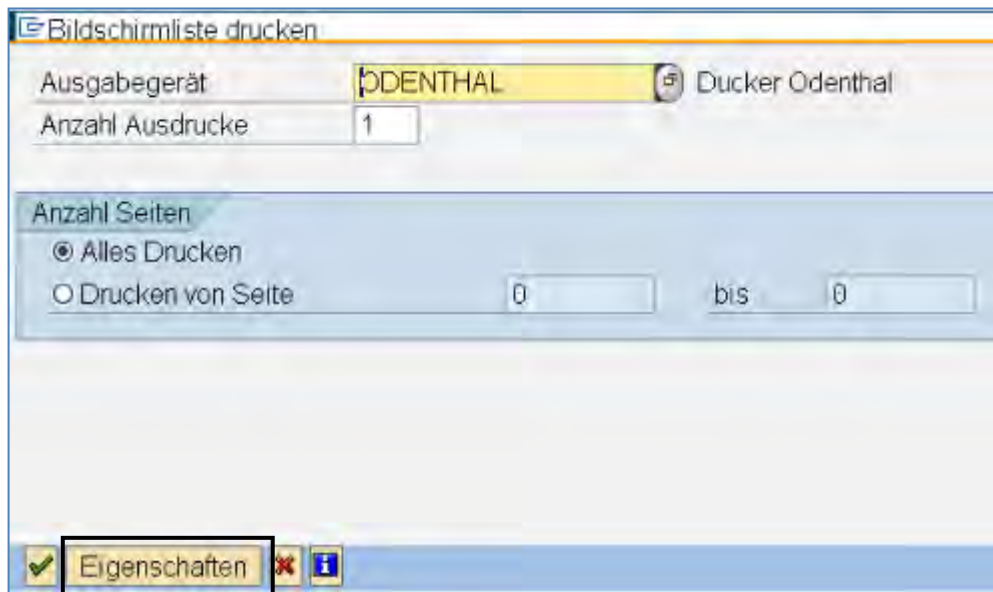 Bildschirmliste drucken
Ausgabegerät ODENTHAL Ducker Odenthal
Anzahl Ausdrucke 1
Anzahl Seiten
Alles Drucken
Drucken von Seite 0 bis 0
Eigenschaften